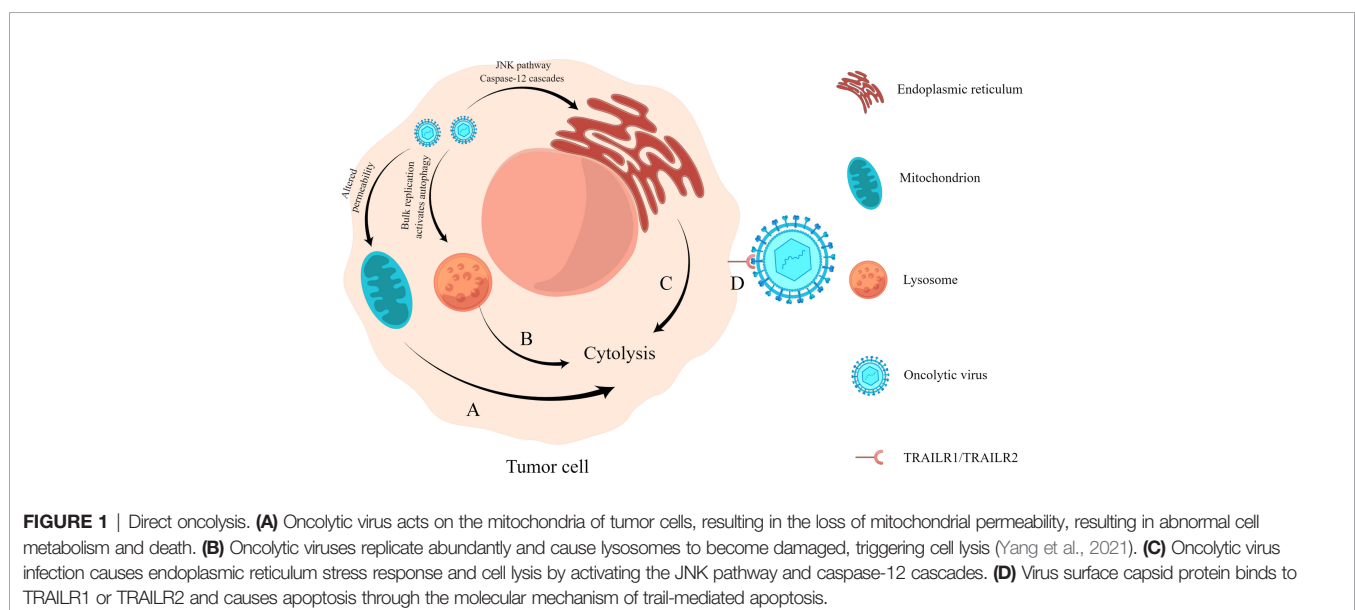 JNK pathway
Caspase-12 cascades
Altered
permeability
Bulk replication
activates autophagy
C
D
B
Cytolysis
A
Tumor cell
Endoplasmic reticulum
Mitochondrion
Lysosome
Oncolytic virus
TRAILR1/TRAILR2
FIGURE 1 | Direct oncolysis. (A) Oncolytic virus acts on the mitochondria of tumor cells, resulting in the loss of mitochondrial permeability, resulting in abnormal cell
metabolism and death. (B) Oncolytic viruses replicate abundantly and cause lysosomes to become damaged, triggering cell lysis (Yang et al., 2021). (C) Oncolytic virus
infection causes endoplasmic reticulum stress response and cell lysis by activating the JNK pathway and caspase-12 cascades. (D) Virus surface capsid protein binds to
TRAILR1 or TRAILR2 and causes apoptosis through the molecular mechanism of trail-mediated apoptosis.